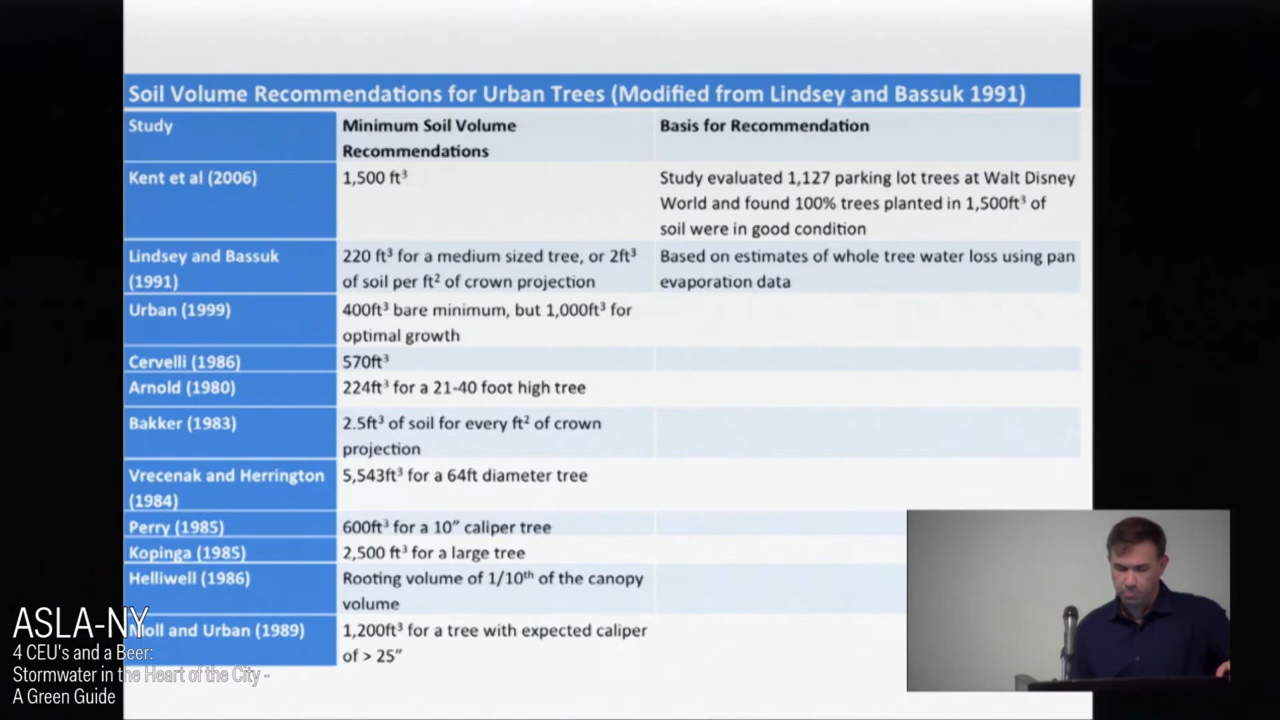 Soil Volume Recommendations for Urban Trees (Modified from Lindsey and Bassuk 1991)
Study
Minimum Soil Volume
Recommendations
Basis for Recommendation
Kent et al (2006)
1,500 ft³
Study evaluated 1,127 parking lot trees at Walt Disney
World and found 100% trees planted in 1,500ft³ of
soil were in good condition
Lindsey and Bassuk
(1991)
220 ft³ for a medium sized tree, or 2ft³
of soil per ft² of crown projection
Based on estimates of whole tree water loss using pan
evaporation data
Urban (1999)
400ft³ bare minimum, but 1,000ft³ for
optimal growth
Cervelli (1986)
570ft³
Arnold (1980)
224ft³ for a 21-40 foot high tree
Bakker (1983)
2.5ft³ of soil for every ft² of crown
projection
Vrecenak and Herrington
(1984)
5,543ft³ for a 64ft diameter tree
Perry (1985)
600ft³ for a 10” caliper tree
Kopinga (1985)
2,500 ft³ for a large tree
Helliwell (1986)
Rooting volume of 1/10th of the canopy
volume
Moll and Urban (1989)
1,200ft³ for a tree with expected caliper
of > 25”
ASLA-NY
4 CEU's and a Beer:
Stormwater in the Heart of the City -
A Green Guide